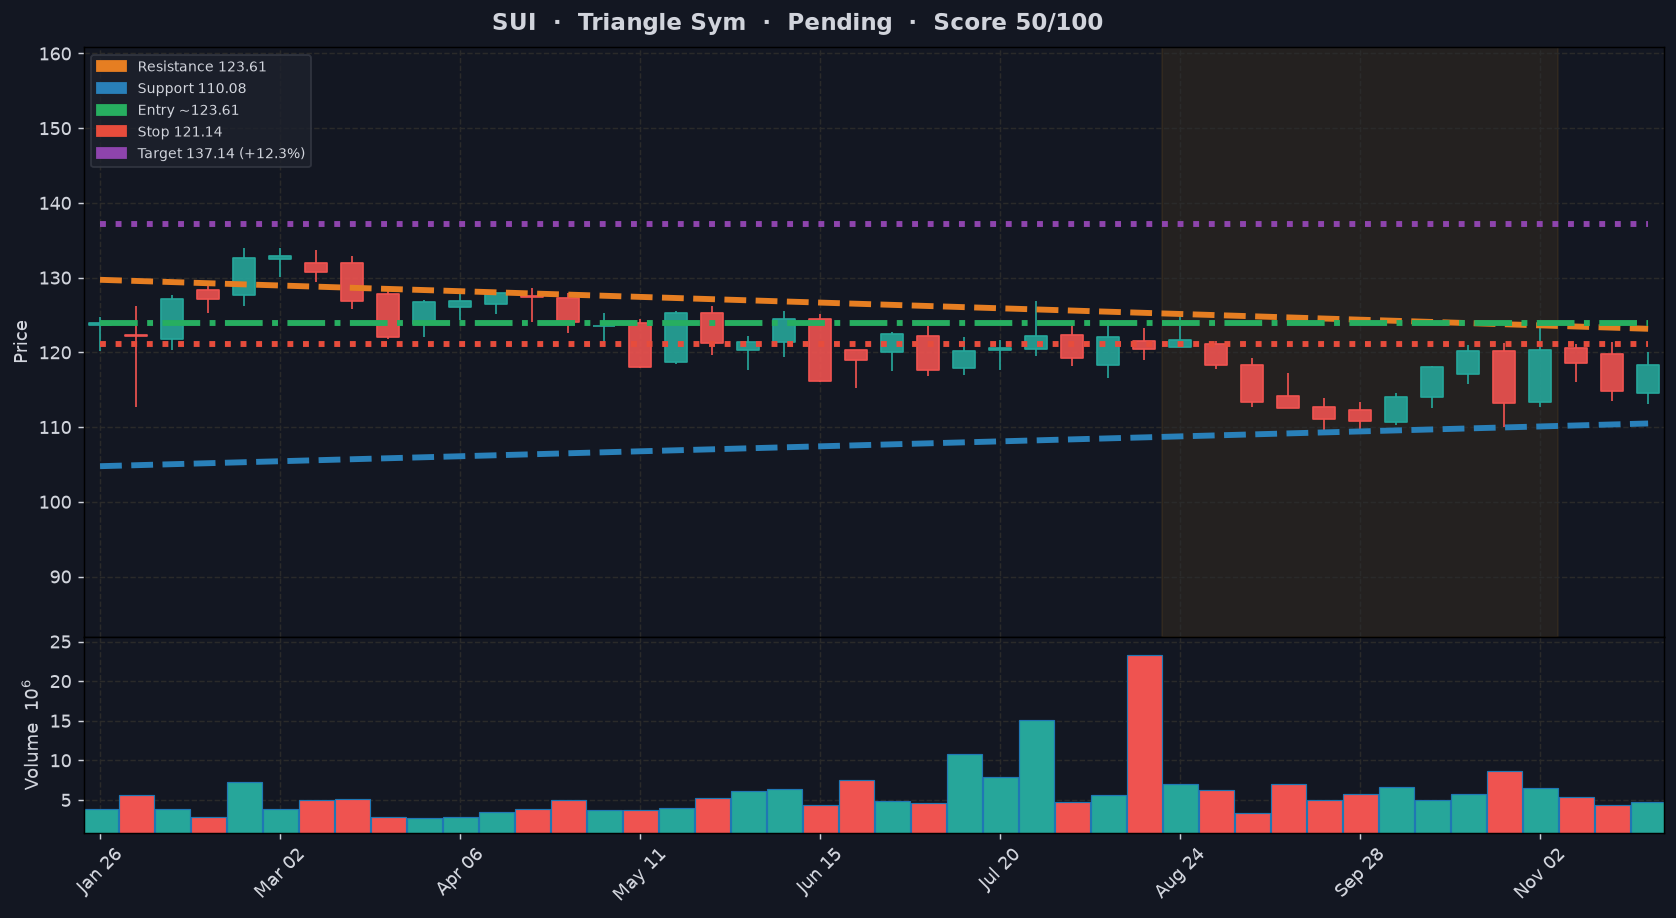 SUI · Triangle Sym · Pending · Score 50/100
Resistance 123.61
Support 110.08
Entry ~123.61
Stop 121.14
Target 137.14 (+12.3%)
Price
160
150
140
130
120
110
100
90
Volume 10⁶
25
20
15
10
5
Jan 26
Mar 02
Apr 06
May 11
Jun 15
Jul 20
Aug 24
Sep 28
Nov 02